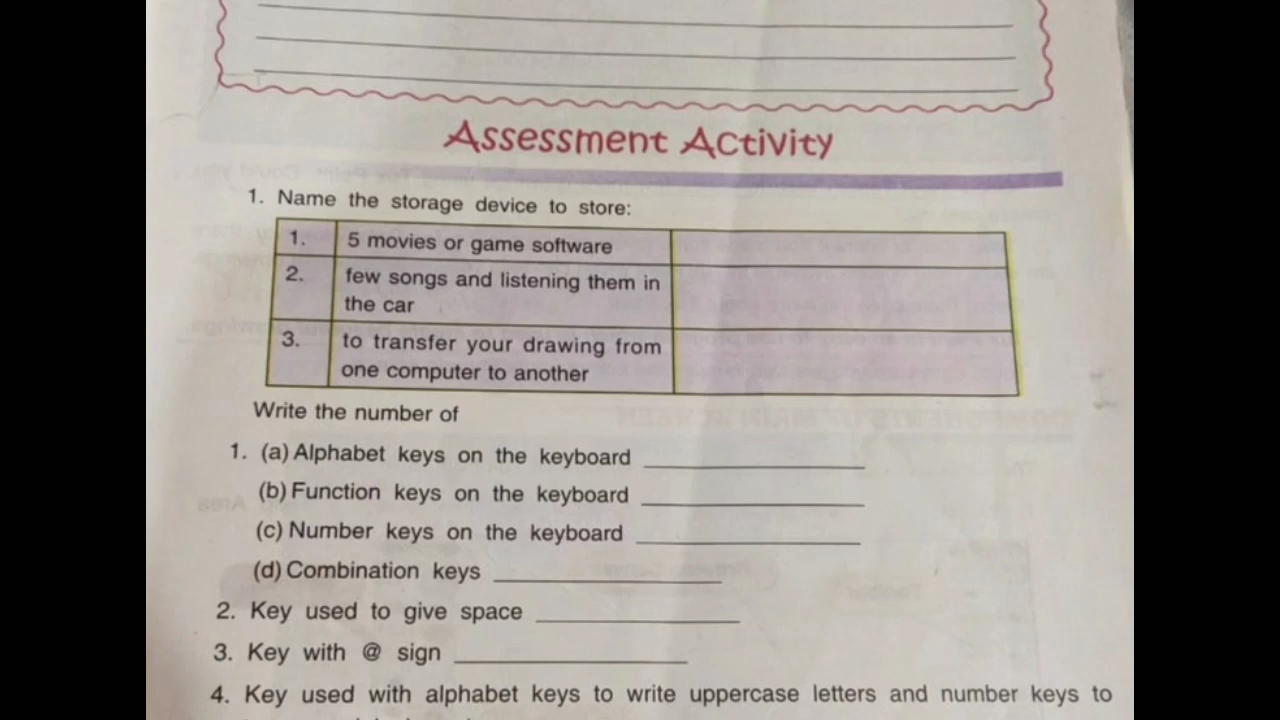 Assessment Activity
1. Name the storage device to store:
1. 5 movies or game software
2. few songs and listening them in
the car
3. to transfer your drawing from
one computer to another
Write the number of
1. (a) Alphabet keys on the keyboard
(b) Function keys on the keyboard
(c) Number keys on the keyboard
(d) Combination keys
2. Key used to give space
3. Key with @ sign
4. Key used with alphabet keys to write uppercase letters and number keys to